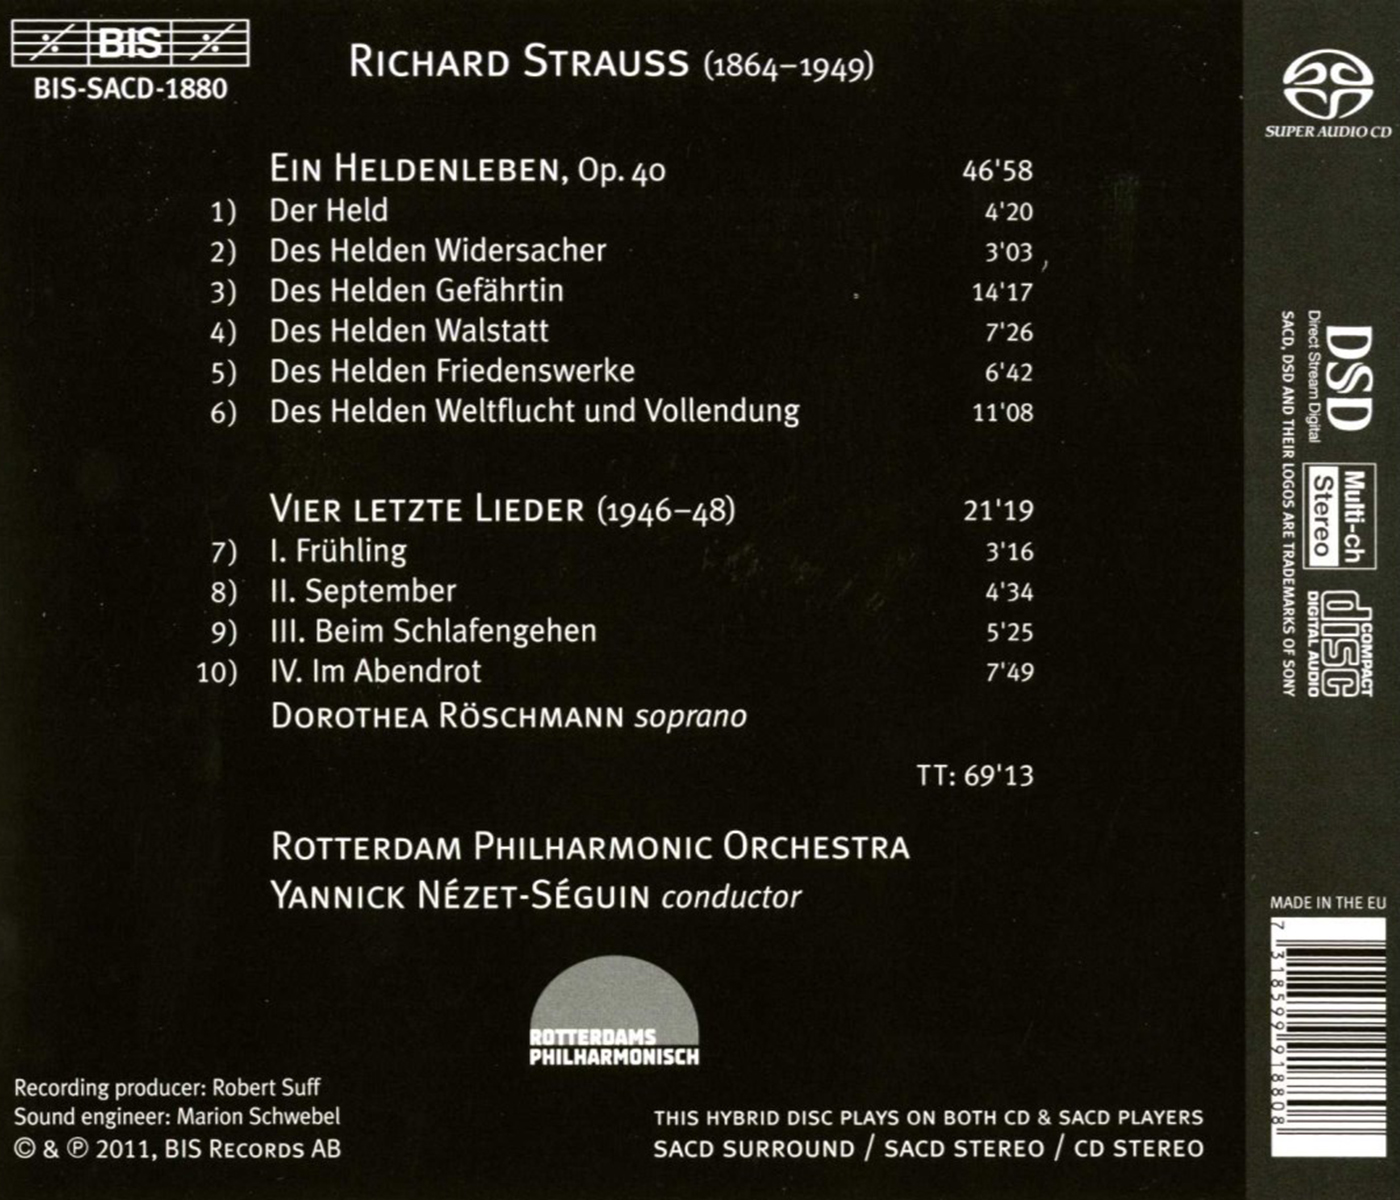 BIS
BIS-SACD-1880
RICHARD STRAUSS (1864–1949)
EIN HELDENLEBEN, Op. 40 46'58
1) Der Held 4'20
2) Des Helden Widersacher 3'03
3) Des Helden Gefährtin 14'17
4) Des Helden Walstatt 7'26
5) Des Helden Friedenswerke 6'42
6) Des Helden Weltflucht und Vollendung 11'08
VIER LETZTE LIEDER (1946–48) 21'19
7) I. Frühling 3'16
8) II. September 4'34
9) III. Beim Schlafengehen 5'25
10) IV. Im Abendrot 7'49
DOROTHEA RÖSCHMANN soprano
TT: 69'13
ROTTERDAM PHILHARMONIC ORCHESTRA
YANNICK NÉZET-SÉGUIN conductor
ROTTERDAMS
PHILHARMONISCH
Recording producer: Robert Suff
Sound engineer: Marion Schwebel
© & ℗ 2011, BIS RECORDS AB
THIS HYBRID DISC PLAYS ON BOTH CD & SACD PLAYERS
SACD SURROUND / SACD STEREO / CD STEREO
SUPER AUDIO CD
DSD
Direct Stream Digital
SACD, DSD AND THEIR LOGOS ARE TRADEMARKS OF SONY
Multi-ch
Stereo
COMPACT
disc
DIGITAL AUDIO
MADE IN THE EU
7 318599 918808